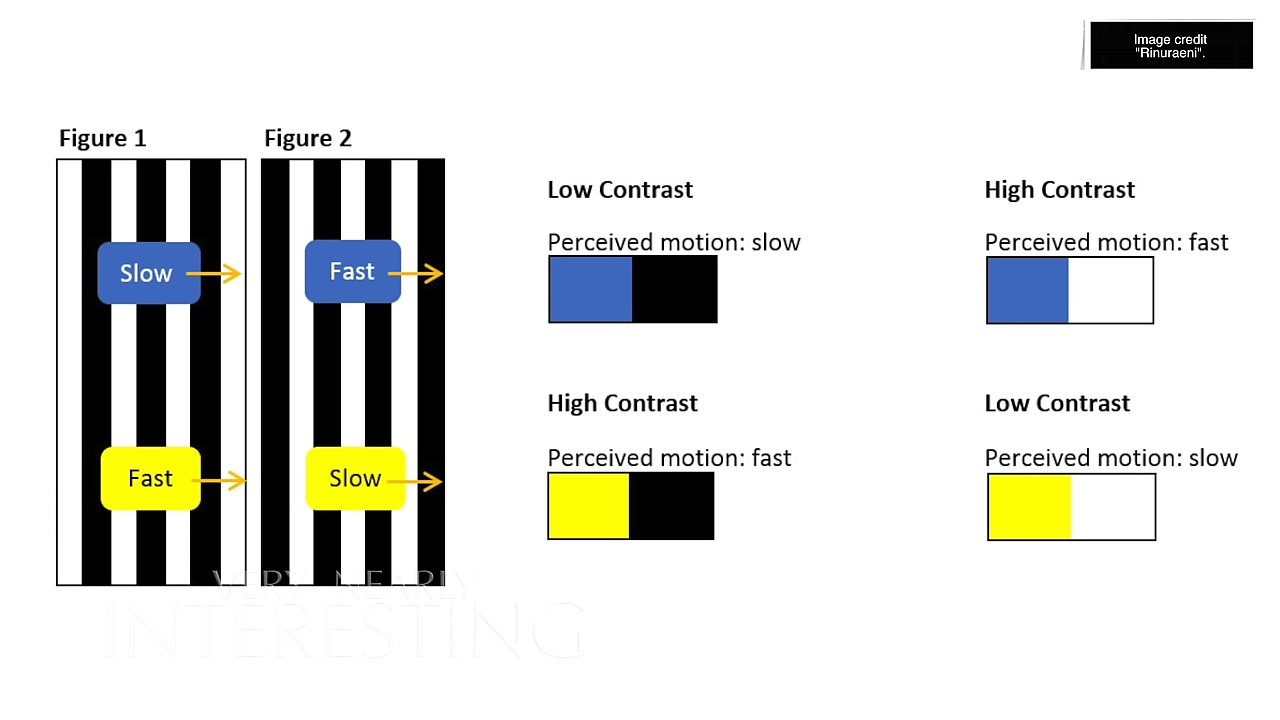 Image credit
"Rinuraeni".
Figure 1
Figure 2
Slow
Fast
Fast
Slow
Low Contrast
Perceived motion: slow
High Contrast
Perceived motion: fast
High Contrast
Perceived motion: fast
Low Contrast
Perceived motion: slow
VERY NEARLY
INTERESTING